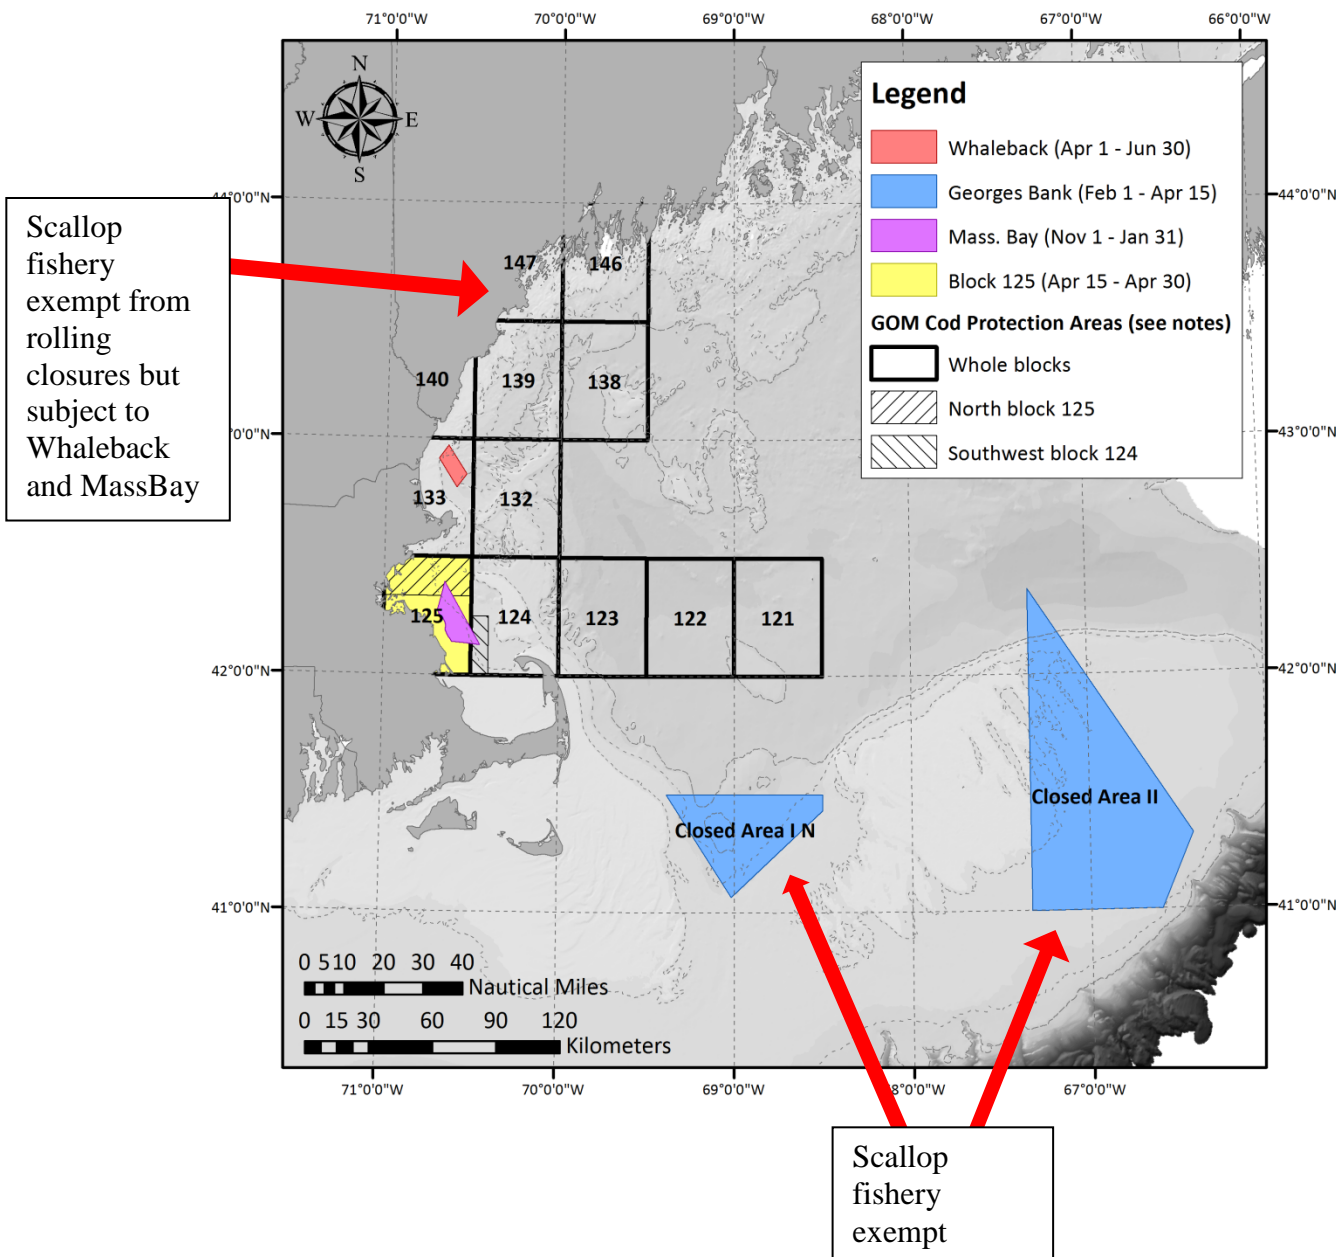 71°0'0"W 70°0'0"W 69°0'0"W 68°0'0"W 67°0'0"W 66°0'0"W
N
W E
S
Legend
Whaleback (Apr 1 - Jun 30)
Georges Bank (Feb 1 - Apr 15)
Mass. Bay (Nov 1 - Jan 31)
Block 125 (Apr 15 - Apr 30)
GOM Cod Protection Areas (see notes)
Whole blocks
North block 125
Southwest block 124
44°0'0"N
Scallop
fishery
exempt from
rolling
closures but
subject to
Whaleback
and MassBay
147 146
140 139 138
133 132
125 124 123 122 121
Closed Area I N
Closed Area II
42°0'0"N
41°0'0"N
44°0'0"N
43°0'0"N
42°0'0"N
41°0'0"N
0 5 10 20 30 40
Nautical Miles
0 15 30 60 90 120
Kilometers
71°0'0"W 70°0'0"W 69°0'0"W 67°0'0"W
Scallop
fishery
exempt